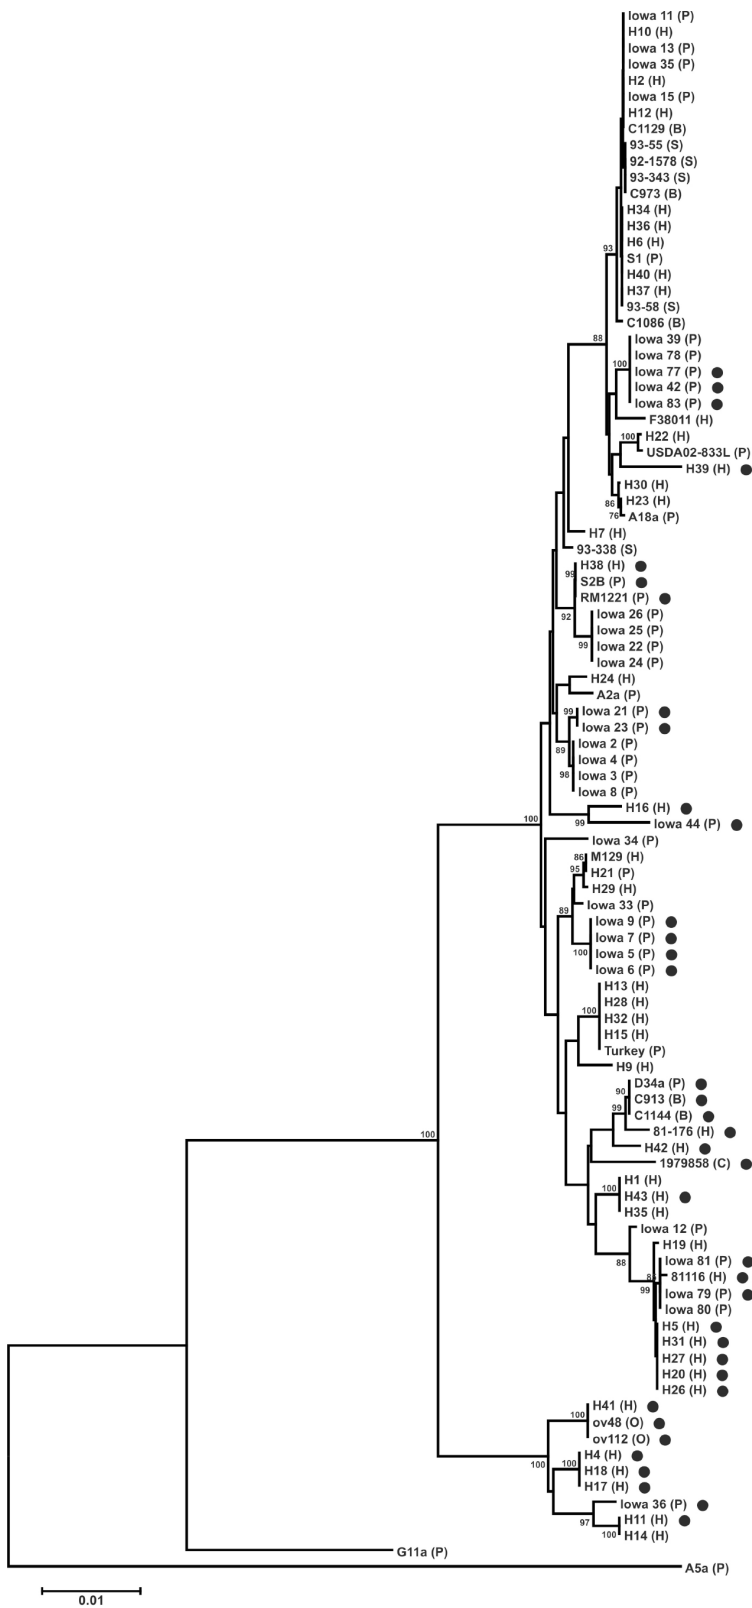 Iowa 11 (P)
H10 (H)
Iowa 13 (P)
Iowa 35 (P)
H2 (H)
Iowa 15 (P)
H12 (H)
C1129 (B)
93-55 (S)
92-1578 (S)
93-343 (S)
C973 (B)
H34 (H)
H36 (H)
H6 (H)
93
S1 (P)
H40 (H)
H37 (H)
93-58 (S)
C1086 (B)
88
Iowa 39 (P)
Iowa 78 (P)
100
Iowa 77 (P)
Iowa 42 (P)
Iowa 83 (P)
F38011 (H)
100
H22 (H)
USDA02-833L (P)
H39 (H)
H30 (H)
86
H23 (H)
76
A18a (P)
H7 (H)
93-338 (S)
H38 (H)
99
S2B (P)
RM1221 (P)
92
Iowa 26 (P)
Iowa 25 (P)
99
Iowa 22 (P)
Iowa 24 (P)
H24 (H)
A2a (P)
99
Iowa 21 (P)
Iowa 23 (P)
89
Iowa 2 (P)
Iowa 4 (P)
98
Iowa 3 (P)
Iowa 8 (P)
H16 (H)
100
99
Iowa 44 (P)
Iowa 34 (P)
86
M129 (H)
95
H21 (P)
H29 (H)
Iowa 33 (P)
89
Iowa 9 (P)
Iowa 7 (P)
100
Iowa 5 (P)
Iowa 6 (P)
H13 (H)
H28 (H)
100
H32 (H)
H15 (H)
Turkey (P)
H9 (H)
D34a (P)
90
C913 (B)
99
C1144 (B)
81-176 (H)
100
H42 (H)
1979858 (C)
H1 (H)
100
H43 (H)
H35 (H)
Iowa 12 (P)
H19 (H)
88
Iowa 81 (P)
81116 (H)
99
Iowa 79 (P)
Iowa 80 (P)
H5 (H)
H31 (H)
H27 (H)
H20 (H)
H26 (H)
H41 (H)
100
ov48 (O)
ov112 (O)
H4 (H)
100
100
H18 (H)
H17 (H)
Iowa 36 (P)
97
H11 (H)
100
H14 (H)
G11a (P)
A5a (P)
0.01